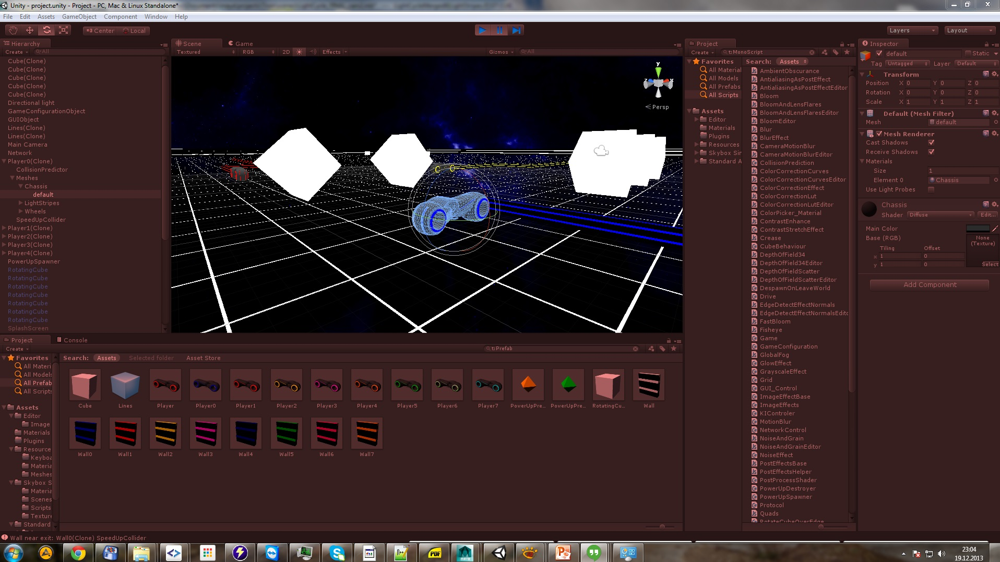 Unity - project.unity - Project - PC, Mac & Linux Standalone*
File Edit Assets GameObject Component Window Help
Center Local
Layers Layout
Hierarchy
Create All
Cube(Clone)
Cube(Clone)
Cube(Clone)
Cube(Clone)
Cube(Clone)
Directional light
GameConfigurationObject
GUIObject
Lines(Clone)
Lines(Clone)
Main Camera
Network
Player0(Clone)
CollisionPredictor
Meshes
Chassis
default
LightStripes
Wheels
SpeedUpCollider
Player1(Clone)
Player2(Clone)
Player3(Clone)
Player4(Clone)
PowerUpSpawner
RotatingCube
RotatingCube
RotatingCube
RotatingCube
RotatingCube
RotatingCube
RotatingCube
SplashScreen
Scene Game
Textured RGB 2D Effects Gizmos All
y
z x
Persp
Project
Create t:MonoScript
Favorites
All Material
All Models
All Prefabs
All Scripts
Assets
Editor
Materials
Plugins
Resources
Skybox Sir
Standard A
Search: Assets
AmbientObscurance
AntialiasingAsPostEffect
AntialiasingAsPostEffectEditor
Bloom
BloomAndLensFlares
BloomAndLensFlaresEditor
BloomEditor
Blur
BlurEffect
CameraMotionBlur
CameraMotionBlurEditor
CollisionPrediction
ColorCorrectionCurves
ColorCorrectionCurvesEditor
ColorCorrectionEffect
ColorCorrectionLut
ColorCorrectionLutEditor
ColorPicker_Material
ContrastEnhance
ContrastStretchEffect
Crease
CubeBehaviour
DepthOfField34
DepthOfField34Editor
DepthOfFieldScatter
DepthOfFieldScatterEditor
DespawnOnLeaveWorld
Drive
EdgeDetectEffectNormals
EdgeDetectEffectNormalsEdito
FastBloom
Fisheye
Game
GameConfiguration
GlobalFog
GlowEffect
GrayscaleEffect
Grid
GUI_Control
ImageEffectBase
ImageEffects
KIControler
MotionBlur
NetworkControl
NoiseAndGrain
NoiseAndGrainEditor
NoiseEffect
PostEffectsBase
PostEffectsHelper
PostProcessShader
PowerUpDestroyer
PowerUpSpawner
Protocol
Quads
RotateCubeOverEdge
Inspector
default Static
Tag Untagged Layer Default
Transform
Position X 0 Y 0 Z 0
Rotation X 0 Y 0 Z 0
Scale X 1 Y 1 Z 1
Default (Mesh Filter)
Mesh default
Mesh Renderer
Cast Shadows
Receive Shadows
Materials
Size 1
Element 0 Chassis
Use Light Probes
Chassis
Shader Diffuse Edit...
Main Color
Base (RGB)
None
(Texture)
Tiling Offset
x 1 0
y 1 0
Select
Add Component
Project Console
Create t:Prefab
Favorites
All Materi
All Models
All Prefab
All Scripts
Assets
Editor
Image
Materials
Plugins
Resource
Keyboa
Materia
Meshes
Skybox S
Materia
Scenes
Scripts
Texture
Standard
Search: Assets Selected folder Asset Store
Cube Lines Player Player0 Player1 Player2 Player3 Player4 Player5 Player6 Player7 PowerUpPre... PowerUpPre... RotatingCu... Wall
Wall0 Wall1 Wall2 Wall3 Wall4 Wall5 Wall6 Wall7
Wall near exit: Wall0(Clone) SpeedUpCollider
PDF
MAYA
23:04
19.12.2013